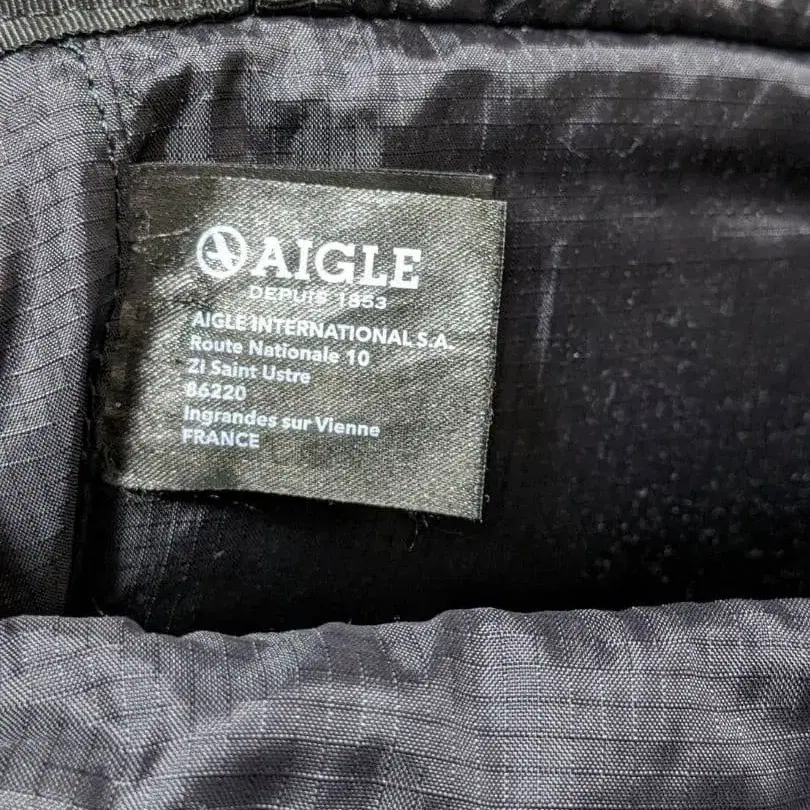 AIGLE
DEPUIS 1853
AIGLE INTERNATIONAL S.A.
Route Nationale 10
ZI Saint Ustre
86220
Ingrandes sur Vienne
FRANCE